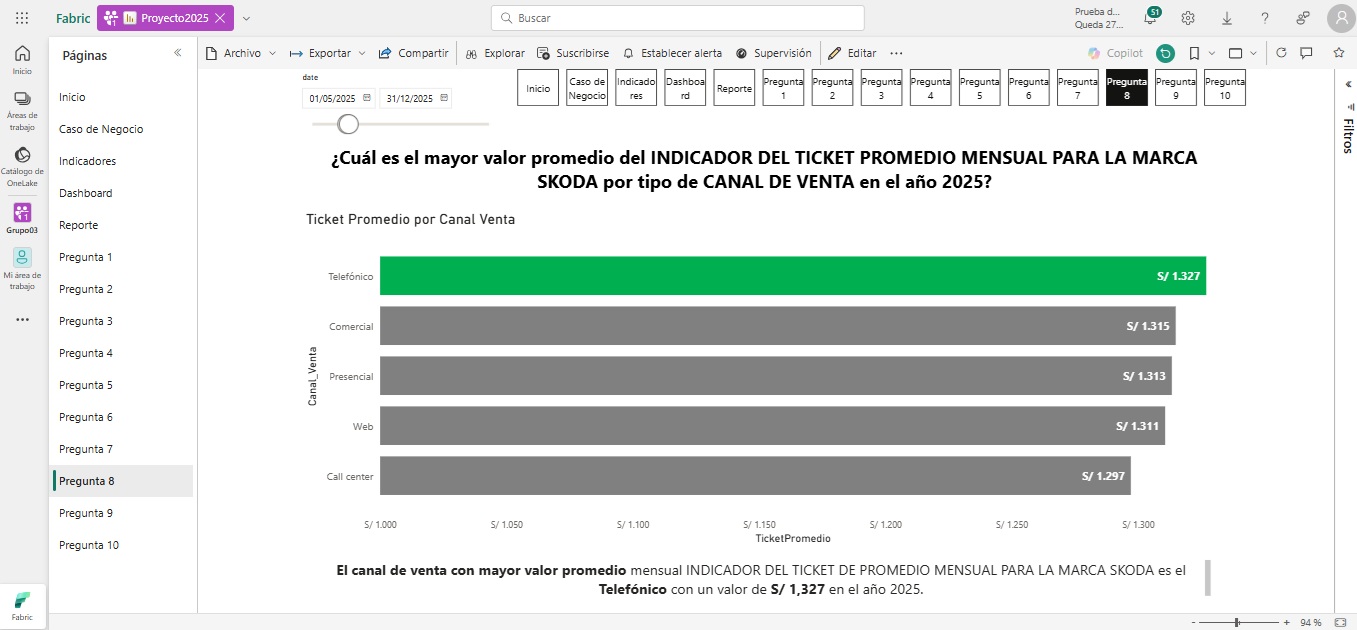 Fabric
Proyecto2025
Buscar
Prueba d...
Queda 27...
51
Inicio
Áreas de
trabajo
Catálogo de
OneLake
Grupo03
Mi área de
trabajo
Fabric
Páginas
Inicio
Caso de Negocio
Indicadores
Dashboard
Reporte
Pregunta 1
Pregunta 2
Pregunta 3
Pregunta 4
Pregunta 5
Pregunta 6
Pregunta 7
Pregunta 8
Pregunta 9
Pregunta 10
Archivo
Exportar
Compartir
Explorar
Suscribirse
Establecer alerta
Supervisión
Editar
Copilot
date
01/05/2025
31/12/2025
Inicio
Caso de
Negocio
Indicado
res
Dashboa
rd
Reporte
Pregunta
1
Pregunta
2
Pregunta
3
Pregunta
4
Pregunta
5
Pregunta
6
Pregunta
7
Pregunta
8
Pregunta
9
Pregunta
10
Filtros
¿Cuál es el mayor valor promedio del INDICADOR DEL TICKET PROMEDIO MENSUAL PARA LA MARCA
SKODA por tipo de CANAL DE VENTA en el año 2025?
Ticket Promedio por Canal Venta
Canal_Venta
Telefónico
S/ 1.327
Comercial
S/ 1.315
Presencial
S/ 1.313
Web
S/ 1.311
Call center
S/ 1.297
S/ 1.000
S/ 1.050
S/ 1.100
S/ 1.150
S/ 1.200
S/ 1.250
S/ 1.300
TicketPromedio
El canal de venta con mayor valor promedio mensual INDICADOR DEL TICKET DE PROMEDIO MENSUAL PARA LA MARCA SKODA es el
Telefónico con un valor de S/ 1,327 en el año 2025.
- + 94 %